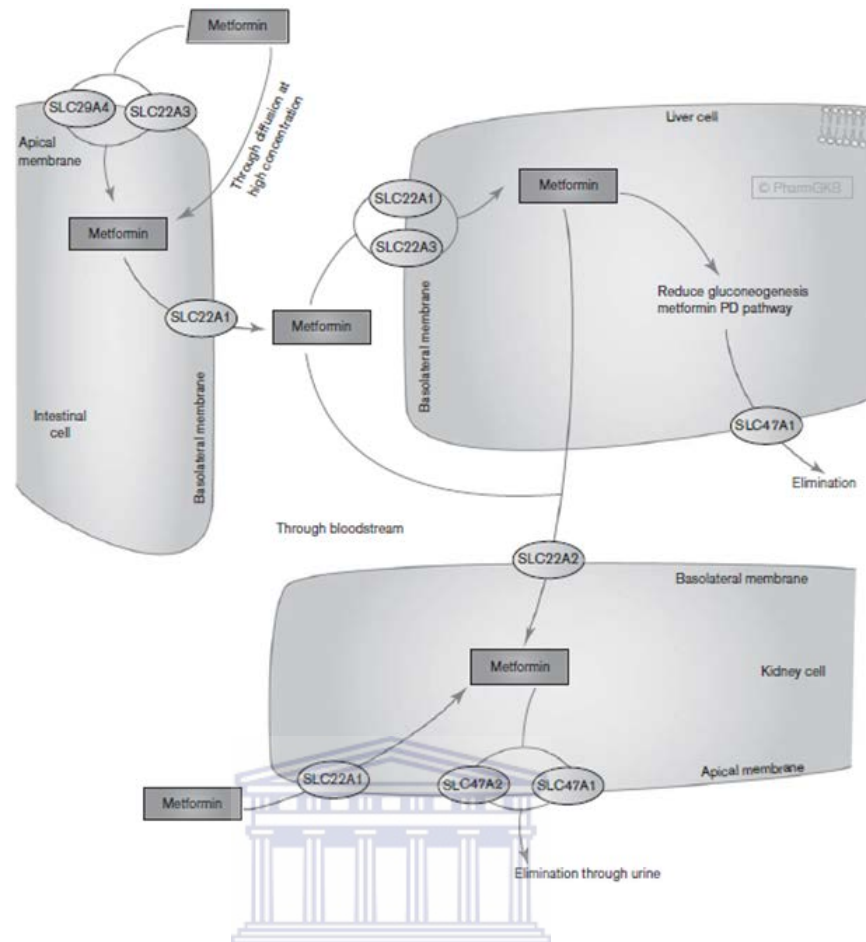 Metformin
SLC29A4
SLC22A3
Through diffusion at
high concentration
Apical
membrane
Metformin
SLC22A1
Intestinal
cell
Basolateral membrane
Metformin
Liver cell
SLC22A1
SLC22A3
Metformin
© PharmGKB
Basolateral membrane
Reduce gluconeogenesis
metformin PD pathway
SLC47A1
Elimination
Through bloodstream
SLC22A2
Basolateral membrane
Metformin
Kidney cell
SLC22A1
SLC47A2
SLC47A1
Apical membrane
Metformin
Elimination through urine